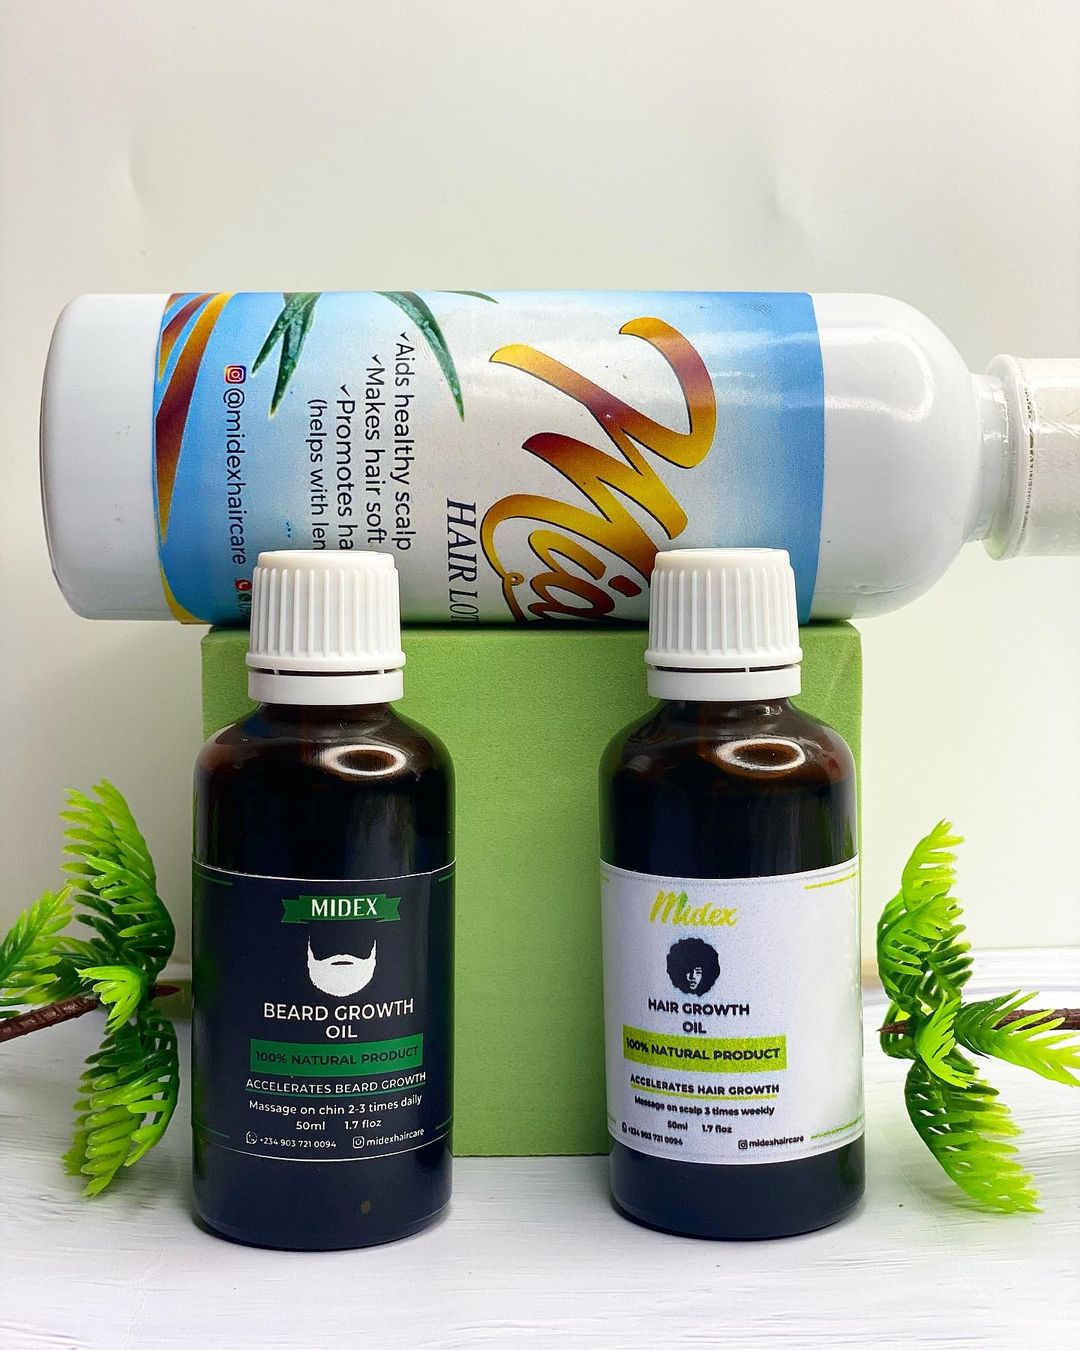 Mid
HAIR LOT
✓Aids healthy scalp
✓Makes hair soft
✓Promotes ha
(helps with len
@midexhaircare
MIDEX
BEARD GROWTH
OIL
100% NATURAL PRODUCT
ACCELERATES BEARD GROWTH
Massage on chin 2-3 times daily
50ml 1.7 floz
+234 903 721 0094 midexhaircare
Midex
HAIR GROWTH
OIL
100% NATURAL PRODUCT
ACCELERATES HAIR GROWTH
Massage on scalp 3 times weekly
50ml 1.7 floz
+234 903 721 0094 midexhaircare